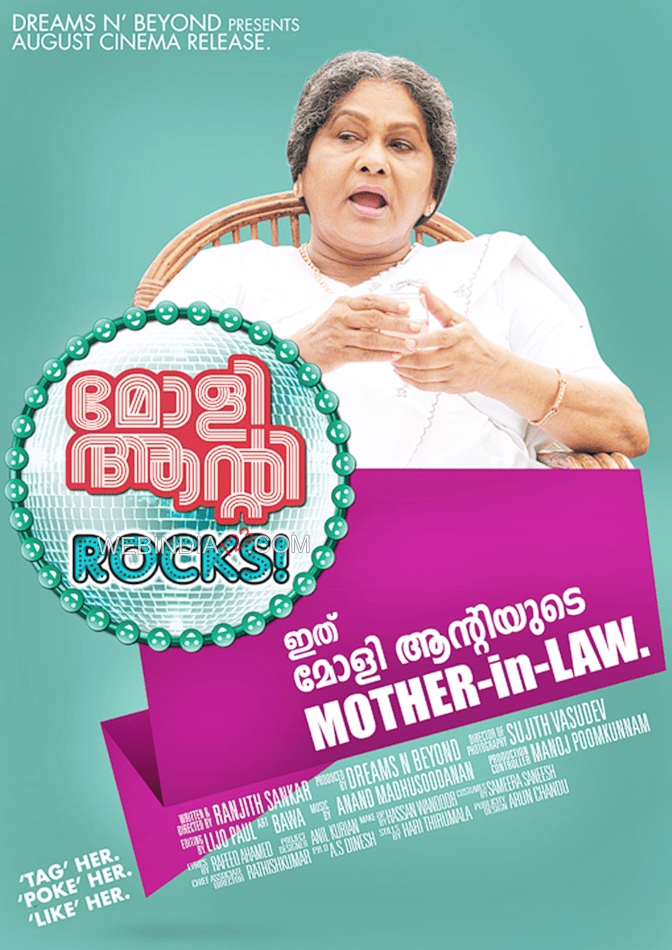 DREAMS N' BEYOND PRESENTS
AUGUST CINEMA RELEASE.
മോളി
ആന്റി
ROCKS!
WEBINDIA123.COM
ഇത്
മോളി ആന്റിയുടെ
MOTHER-in-LAW.
WRITTEN & DIRECTED BY RANJITH SANKAR PRODUCED BY DREAMS N BEYOND DIRECTOR OF PHOTOGRAPHY SUJITH VASUDEV
EDITING BY LIJO PAUL ART BAWA MUSIC BY ANAND MADHUSOODANAN PRODUCTION CONTROLLER MANOJ POOMKUNNAM
LYRICS BY RAFEEQ AHAMED PROJECT DESIGNER ANIL KURIAN MAKE UP BY HASSAN WANDOOR COSTUMES BY SAMEERA SANEESH
CHIEF ASSOCIATE DIRECTOR RATHISHKUMAR P.R.O A.S DINESH STILLS BY HARI THIRUMALA PUBLICITY DESIGN ARUN CHANDU
'TAG' HER.
'POKE' HER.
'LIKE' HER.